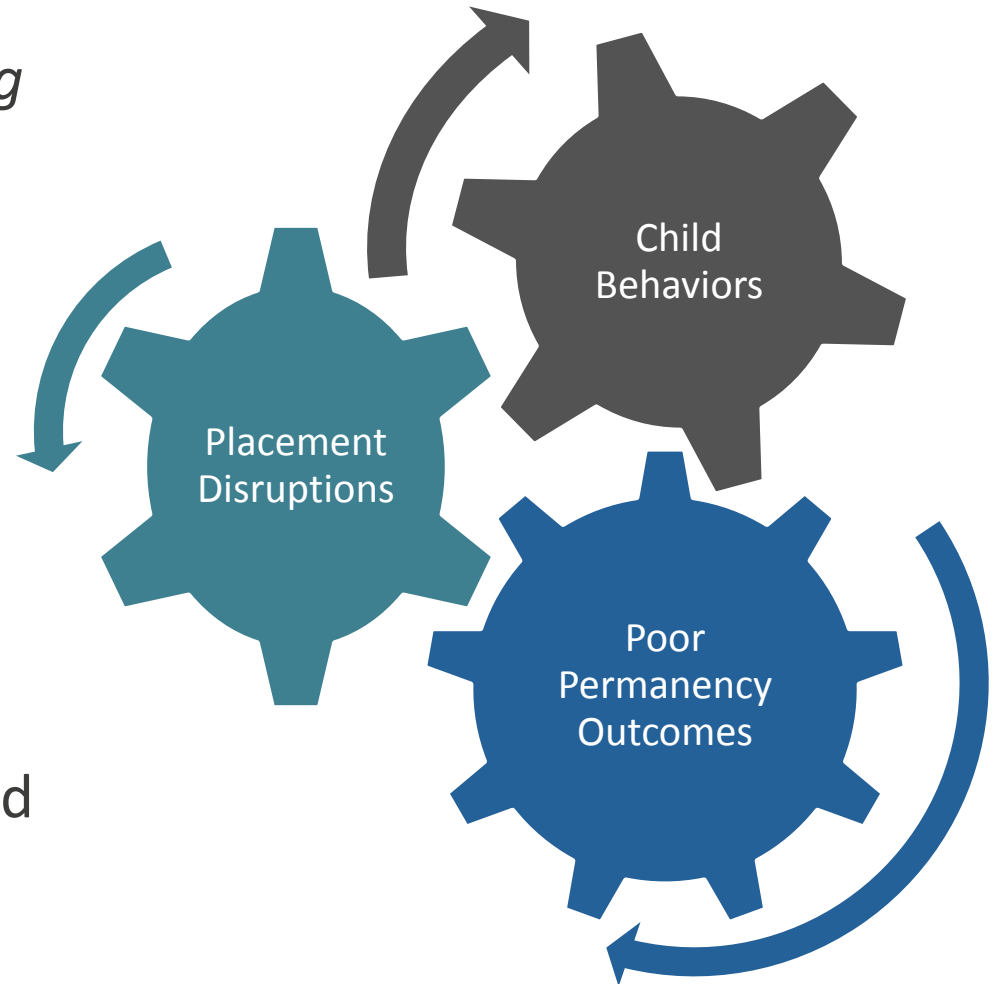 g
Child
Behaviors
Placement
Disruptions
Poor
Permanency
Outcomes
d